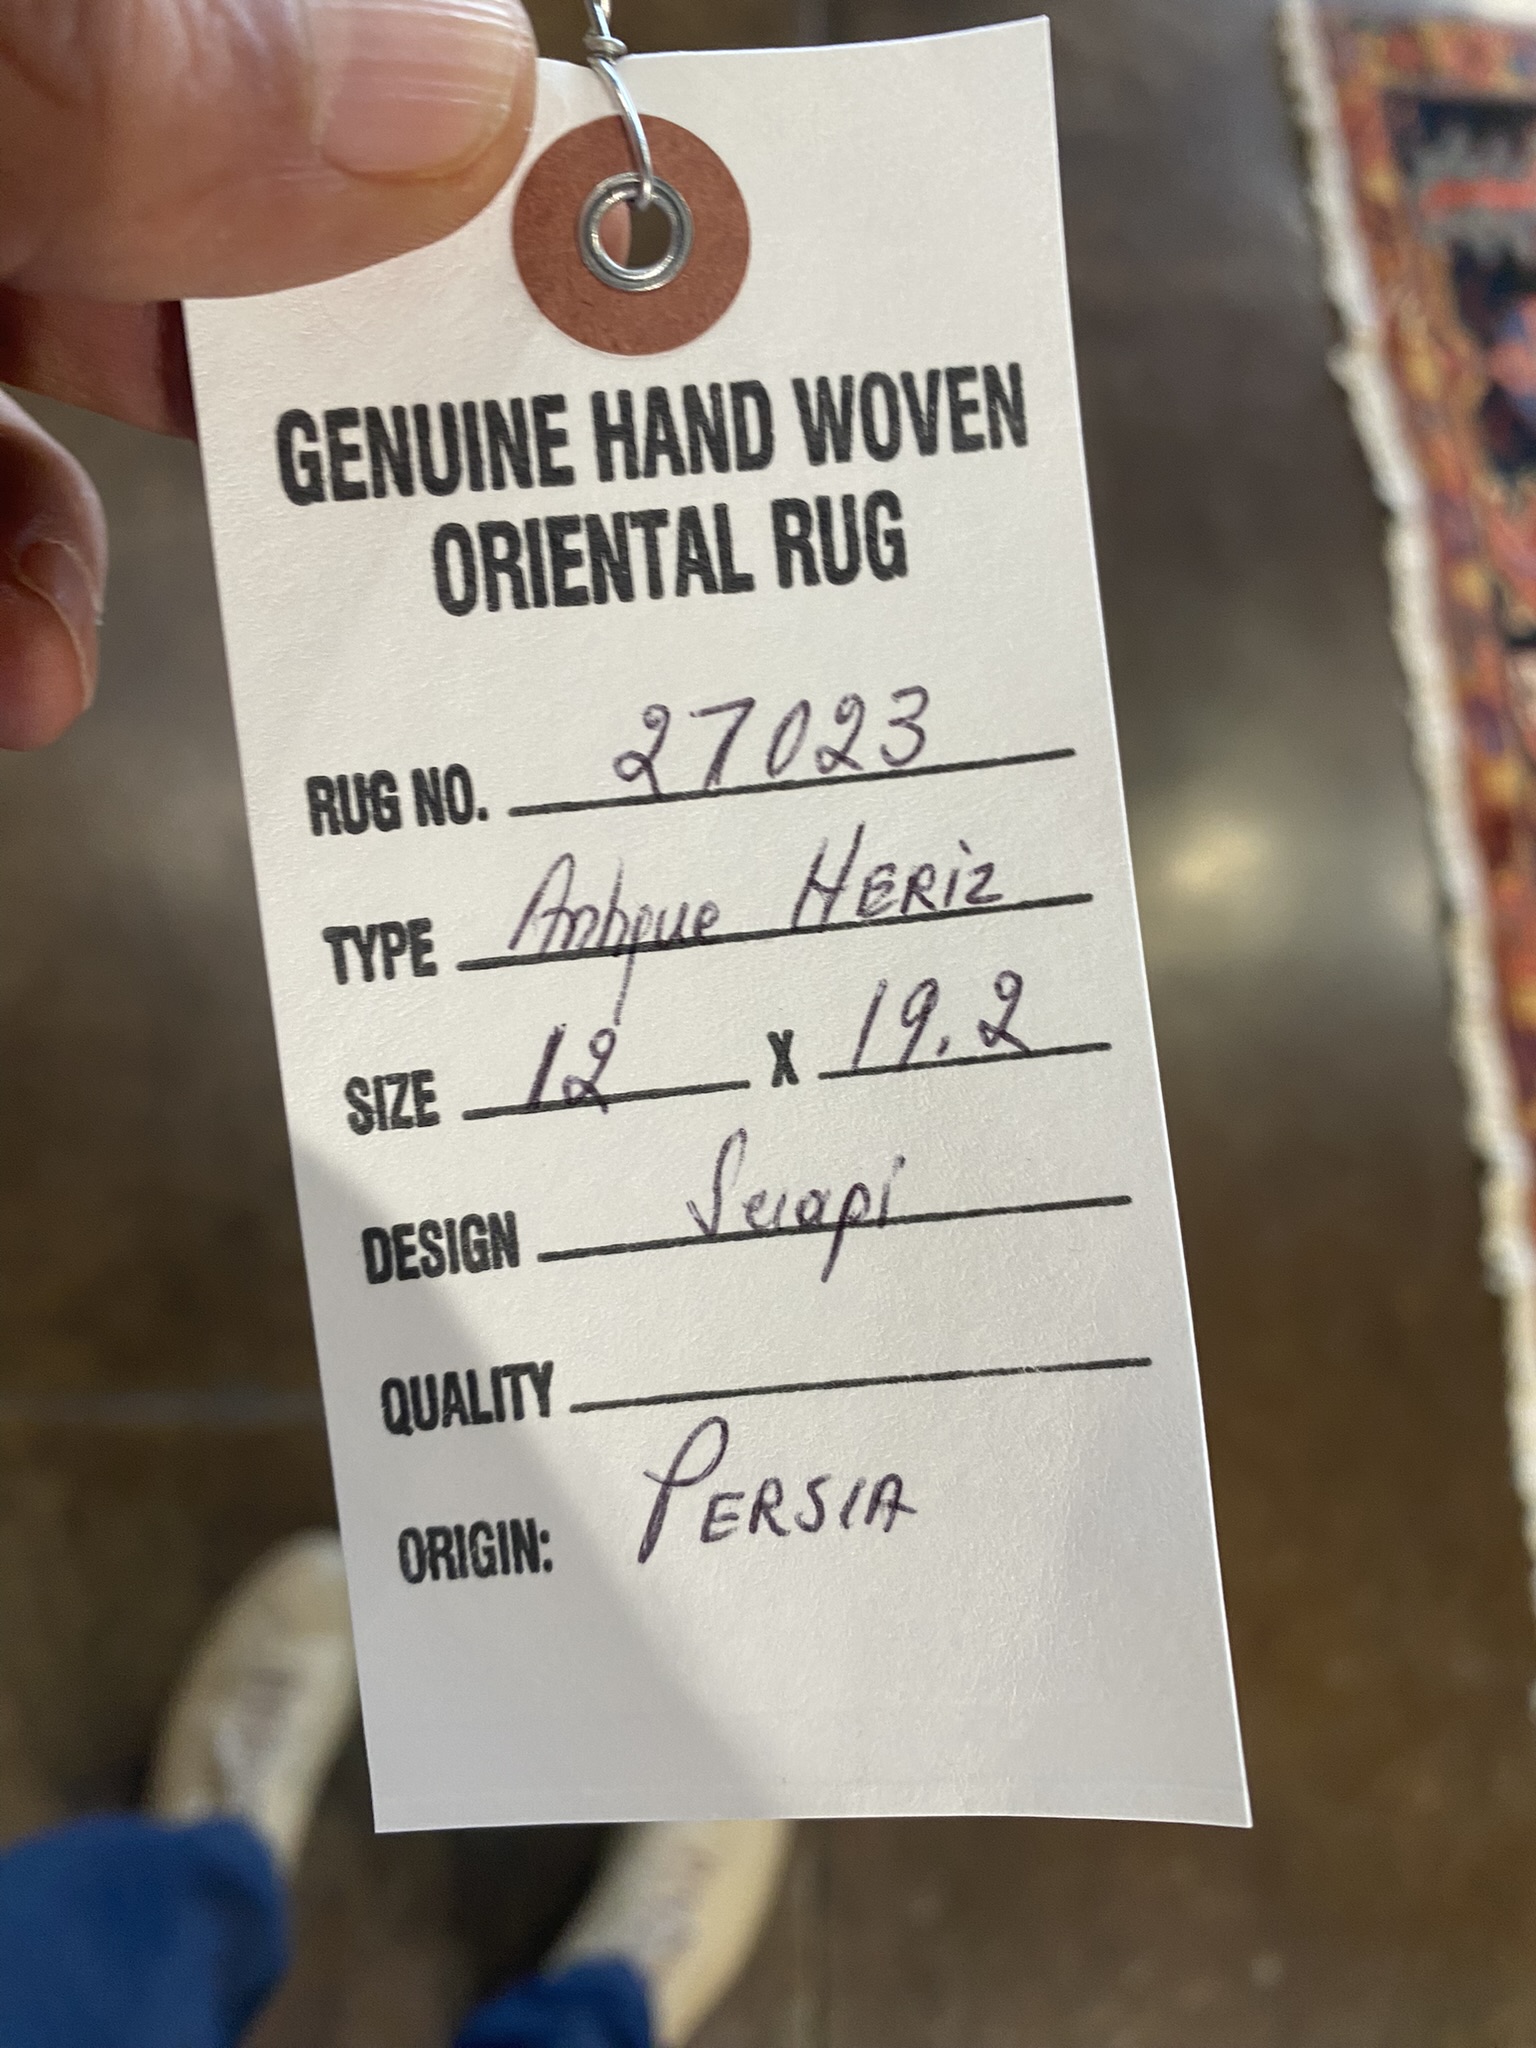 GENUINE HAND WOVEN
ORIENTAL RUG
RUG NO. 27023
TYPE Antique HERIZ
SIZE 12 X 19.2
DESIGN Serapi
QUALITY
ORIGIN: PERSIA